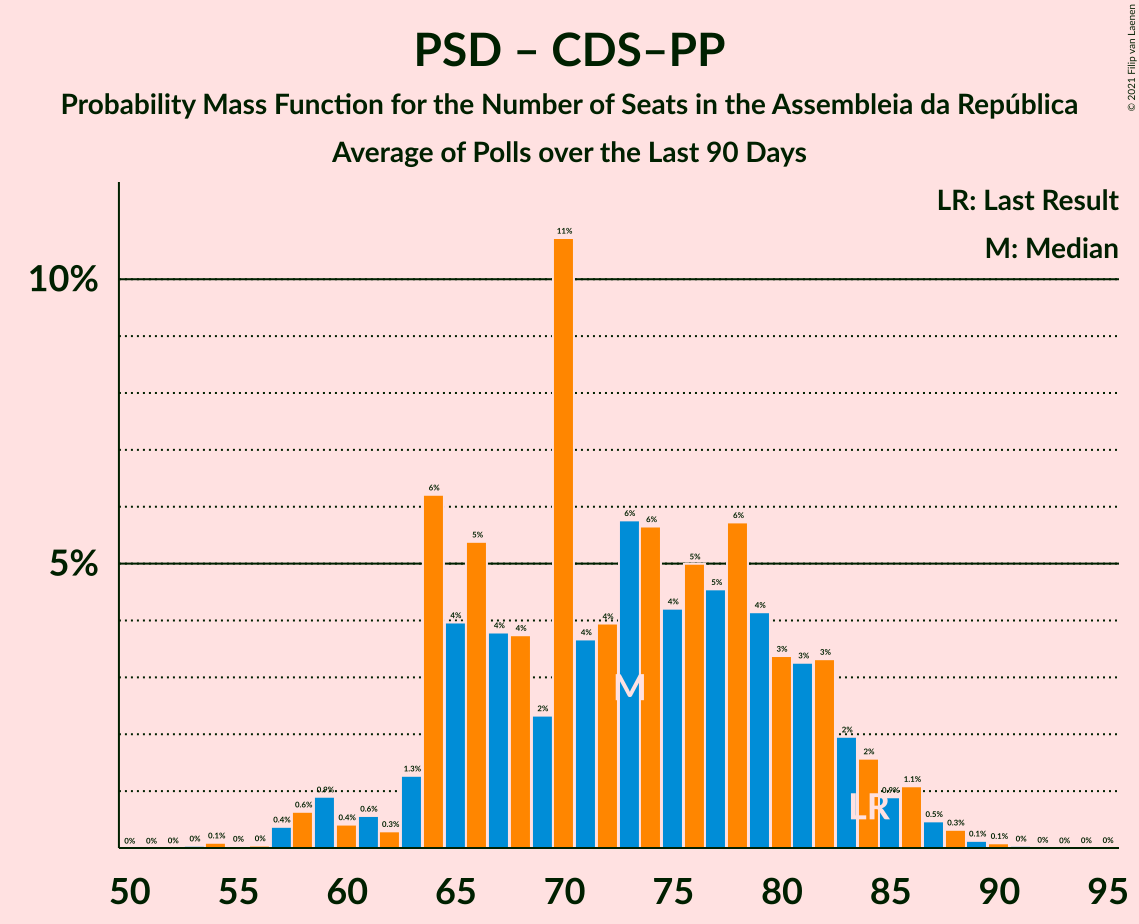 PSD – CDS–PP
Probability Mass Function for the Number of Seats in the Assembleia da República
Average of Polls over the Last 90 Days
© 2021 Filip van Laenen
LR: Last Result
M: Median
10%
5%
0% 0% 0% 0% 0.1% 0% 0% 0.4% 0.6% 0.9% 0.4% 0.6% 0.3% 1.3% 6% 4% 5% 4% 4% 2% 11% 4% 4% 6% 6% 4% 5% 5% 6% 4% 3% 3% 3% 2% 2% 0.9% 1.1% 0.5% 0.3% 0.1% 0.1% 0% 0% 0% 0% 0%
M
LR
50 55 60 65 70 75 80 85 90 95